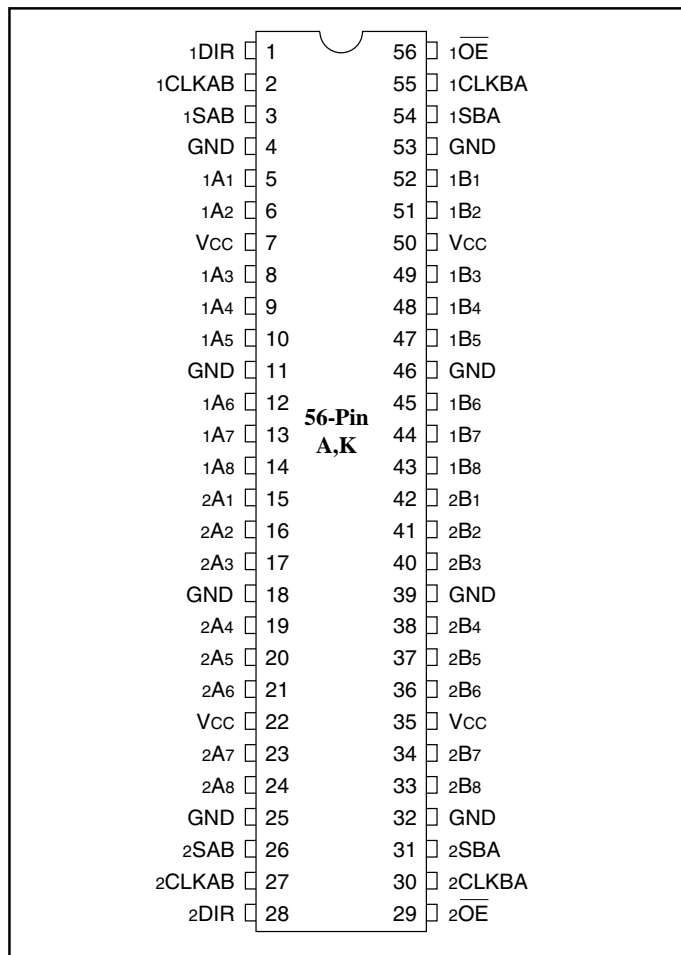 1DIR 1 56 1O̅E̅
1CLKAB 2 55 1CLKBA
1SAB 3 54 1SBA
GND 4 53 GND
1A1 5 52 1B1
1A2 6 51 1B2
VCC 7 50 VCC
1A3 8 49 1B3
1A4 9 48 1B4
1A5 10 47 1B5
GND 11 46 GND
1A6 12 45 1B6
56-Pin
1A7 13 44 1B7
A,K
1A8 14 43 1B8
2A1 15 42 2B1
2A2 16 41 2B2
2A3 17 40 2B3
GND 18 39 GND
2A4 19 38 2B4
2A5 20 37 2B5
2A6 21 36 2B6
VCC 22 35 VCC
2A7 23 34 2B7
2A8 24 33 2B8
GND 25 32 GND
2SAB 26 31 2SBA
2CLKAB 27 30 2CLKBA
2DIR 28 29 2O̅E̅